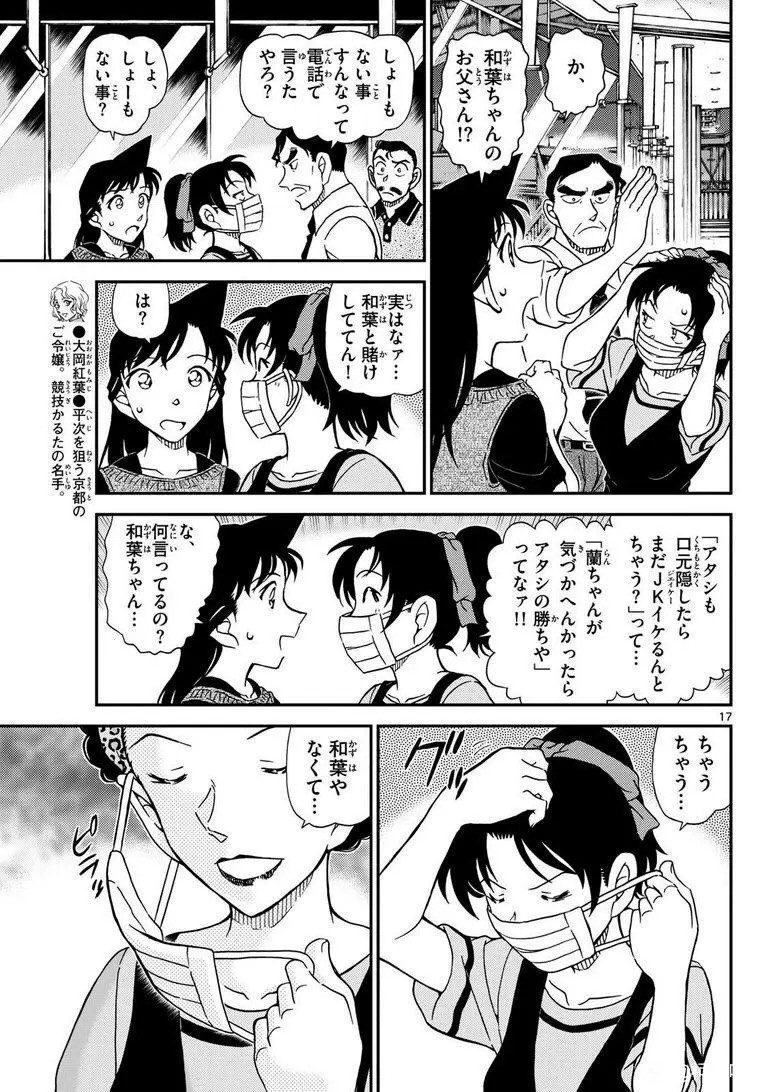 か、
和葉ちゃんの
お父さん!?
しょーも
ない事
すんなって
電話で
言うた
やろ?
しょ、
しょーも
ない事?
実はなァ…
和葉と賭け
しててん!
は?
●大岡紅葉●平次を狙う京都の
ご令嬢。競技かるたの名手。
「アタシも
口元隠したら
まだJKイケるんと
ちゃう?」って…
「蘭ちゃんが
気づかへんかったら
アタシの勝ちや」
ってなァ!!
な、
何言ってるの?
和葉ちゃん…
17
ちゃう
ちゃう…
グッ
和葉や
なくて…
ピラ